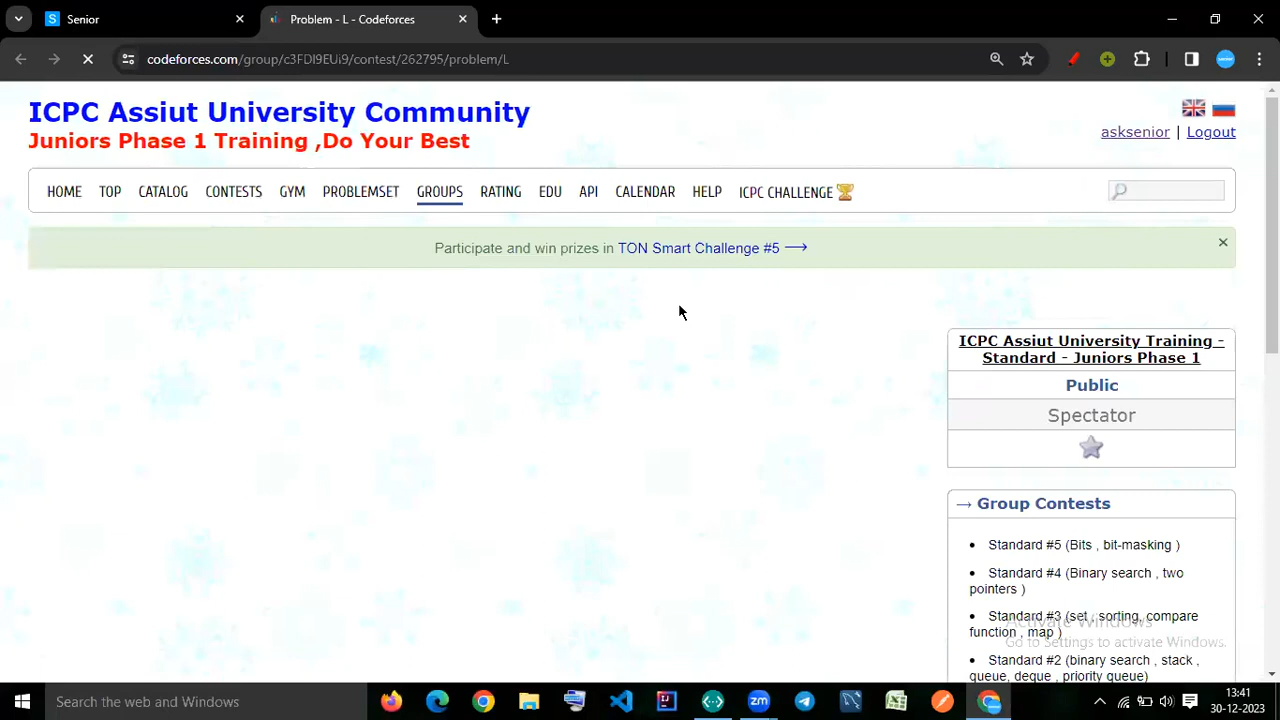 Senior
Problem - L - Codeforces
codeforces.com/group/c3FDI9EUi9/contest/262795/problem/L
ICPC Assiut University Community
Juniors Phase 1 Training ,Do Your Best
asksenior | Logout
HOME TOP CATALOG CONTESTS GYM PROBLEMSET GROUPS RATING EDU API CALENDAR HELP ICPC CHALLENGE
Participate and win prizes in TON Smart Challenge #5 →
ICPC Assiut University Training -
Standard - Juniors Phase 1
Public
Spectator
→ Group Contests
• Standard #5 (Bits , bit-masking )
• Standard #4 (Binary search , two
pointers )
• Standard #3 (set , sorting, compare
function , map )
• Standard #2 (binary search , stack ,
queue, deque , priority queue)
Activate Windows
Go to Settings to activate Windows.
Search the web and Windows
13:41
30-12-2023